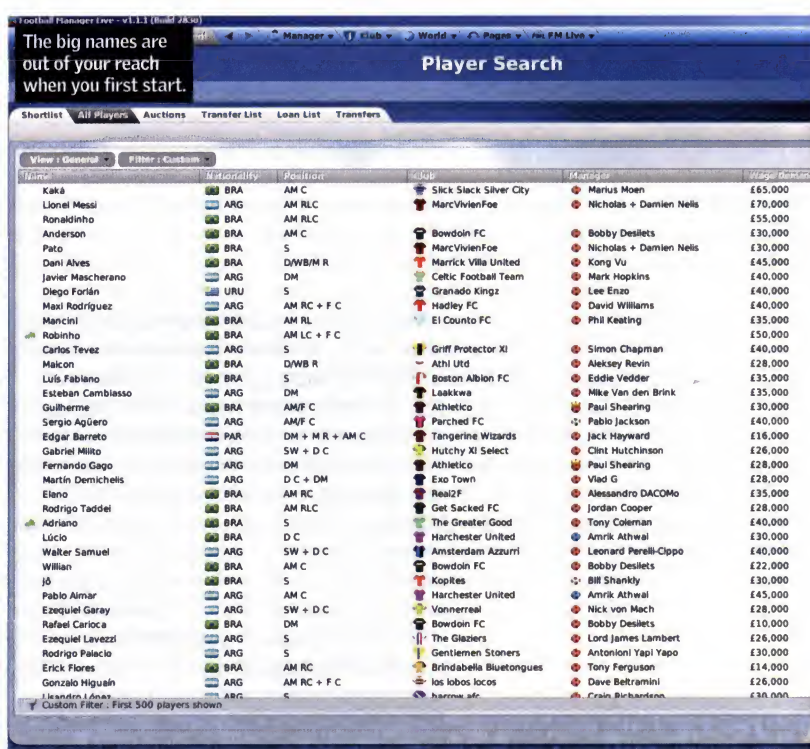 Football Manager Live - v1.1.1 (Build 2830)
The big names are
out of your reach
when you first start.
Manager Club World Pages FM Live
Player Search
Shortlist All Players Auctions Transfer List Loan List Transfers
View : General Filter : Custom
Name Nationality Position Club Manager Wage Deman
Kaká BRA AM C Slick Slack Silver City Marius Moen £65,000
Lionel Messi ARG AM RLC MarcVivienFoe Nicholas + Damien Nelis £70,000
Ronaldinho BRA AM RLC £55,000
Anderson BRA AM C Bowdoin FC Bobby Desilets £30,000
Pato BRA S MarcVivienFoe Nicholas + Damien Nelis £30,000
Dani Alves BRA D/WB/M R Marrick Villa United Kong Vu £45,000
Javier Mascherano ARG DM Celtic Football Team Mark Hopkins £40,000
Diego Forlán URU S Granado Kingz Lee Enzo £40,000
Maxi Rodríguez ARG AM RC + F C Hadley FC David Williams £40,000
Mancini BRA AM RL El Counto FC Phil Keating £35,000
Robinho BRA AM LC + F C £50,000
Carlos Tevez ARG S Griff Protector XI Simon Chapman £40,000
Maicon BRA D/WB R Athl Utd Aleksey Revin £28,000
Luís Fabiano BRA S Boston Albion FC Eddie Vedder £35,000
Esteban Cambiasso ARG DM Laakkwa Mike Van den Brink £35,000
Guilherme BRA AM/F C Athletico Paul Shearing £30,000
Sergio Agüero ARG AM/F C Parched FC Pablo Jackson £40,000
Edgar Barreto PAR DM + M R + AM C Tangerine Wizards Jack Hayward £16,000
Gabriel Milito ARG SW + D C Hutchy XI Select Clint Hutchinson £26,000
Fernando Gago ARG DM Athletico Paul Shearing £28,000
Martín Demichelis ARG D C + DM Exo Town Vlad G £28,000
Elano BRA AM RC Real2F Alessandro DACOMo £35,000
Rodrigo Taddei BRA AM RLC Get Sacked FC Jordan Cooper £28,000
Adriano BRA S The Greater Good Tony Coleman £40,000
Lúcio BRA D C Harchester United Amrik Athwal £30,000
Walter Samuel ARG SW + D C Amsterdam Azzurri Leonard Perelli-Cippo £40,000
Willian BRA AM C Bowdoin FC Bobby Desilets £22,000
Jô BRA S Kopites Bill Shankly £30,000
Pablo Aimar ARG AM C Harchester United Amrik Athwal £45,000
Ezequiel Garay ARG SW + D C Vonnerreal Nick von Mach £28,000
Rafael Carioca BRA DM Bowdoin FC Bobby Desilets £10,000
Ezequiel Lavezzi ARG S The Glaziers Lord James Lambert £26,000
Rodrigo Palacio ARG S Gentlemen Stoners Antonioni Yapi Yapo £30,000
Erick Flores BRA AM RC Brindabella Bluetongues Tony Ferguson £14,000
Gonzalo Higuaín ARG AM RC + F C los lobos locos Dave Beltramini £26,000
Lisandro López ARG S harrow afc Craig Richardson £30,000
Custom Filter : First 500 players shown